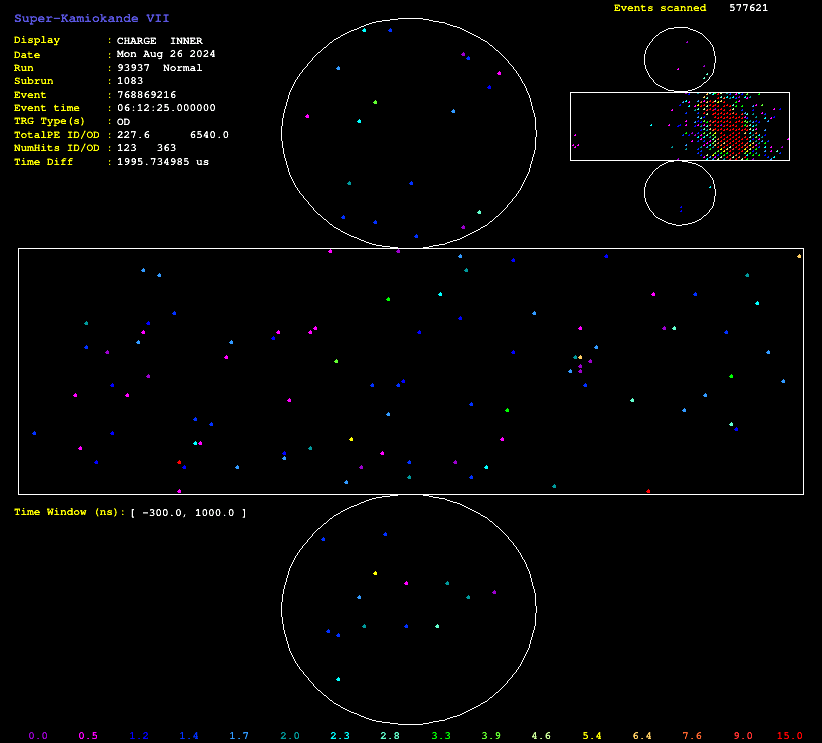 Super-Kamiokande VII
Events scanned 577621
Display : CHARGE INNER
Date : Mon Aug 26 2024
Run : 93937 Normal
Subrun : 1083
Event : 768869216
Event time : 06:12:25.000000
TRG Type(s) : OD
TotalPE ID/OD : 227.6 6540.0
NumHits ID/OD : 123 363
Time Diff : 1995.734985 us
Time Window (ns): [ -300.0, 1000.0 ]
0.0 0.5 1.2 1.4 1.7 2.0 2.3 2.8 3.3 3.9 4.6 5.4 6.4 7.6 9.0 15.0